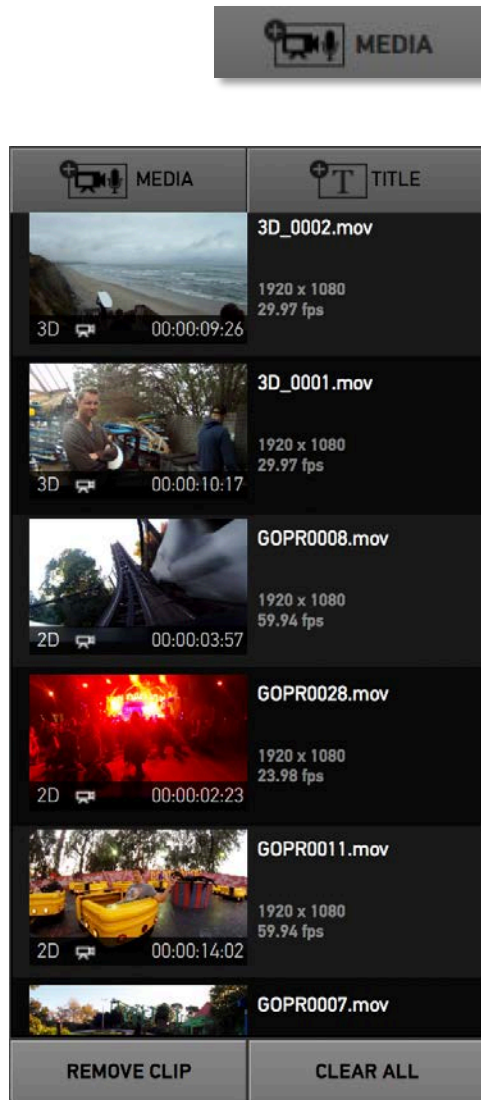 MEDIA
MEDIA
T TITLE
3D_0002.mov
1920 x 1080
29.97 fps
3D 00:00:09:26
3D_0001.mov
1920 x 1080
29.97 fps
3D 00:00:10:17
GOPR0008.mov
1920 x 1080
59.94 fps
2D 00:00:03:57
GOPR0028.mov
1920 x 1080
23.98 fps
2D 00:00:02:23
GOPR0011.mov
1920 x 1080
59.94 fps
2D 00:00:14:02
GOPR0007.mov
REMOVE CLIP
CLEAR ALL